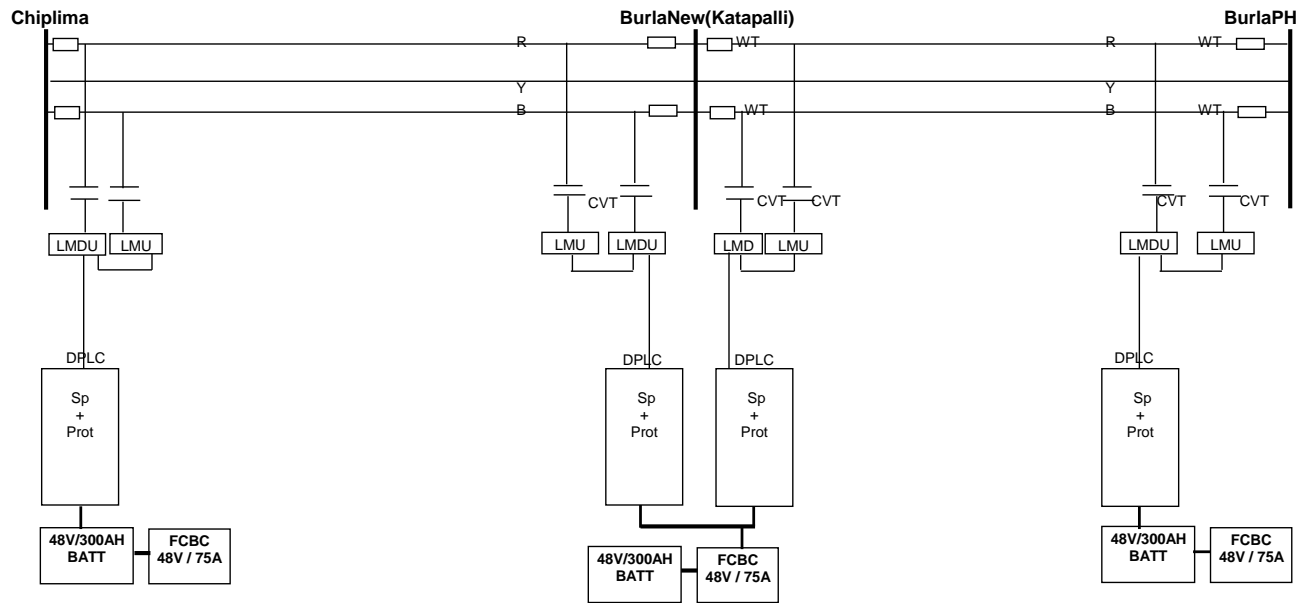 Chiplima
BurlaNew(Katapalli)
BurlaPH
R
WT
R
WT
Y
Y
B
WT
B
WT
CVT
CVT
CVT
CVT
CVT
LMDU
LMU
LMU
LMDU
LMD
LMU
LMDU
LMU
DPLC
DPLC
DPLC
DPLC
Sp
+
Prot
Sp
+
Prot
Sp
+
Prot
Sp
+
Prot
48V/300AH
BATT
FCBC
48V / 75A
48V/300AH
BATT
FCBC
48V / 75A
48V/300AH
BATT
FCBC
48V / 75A